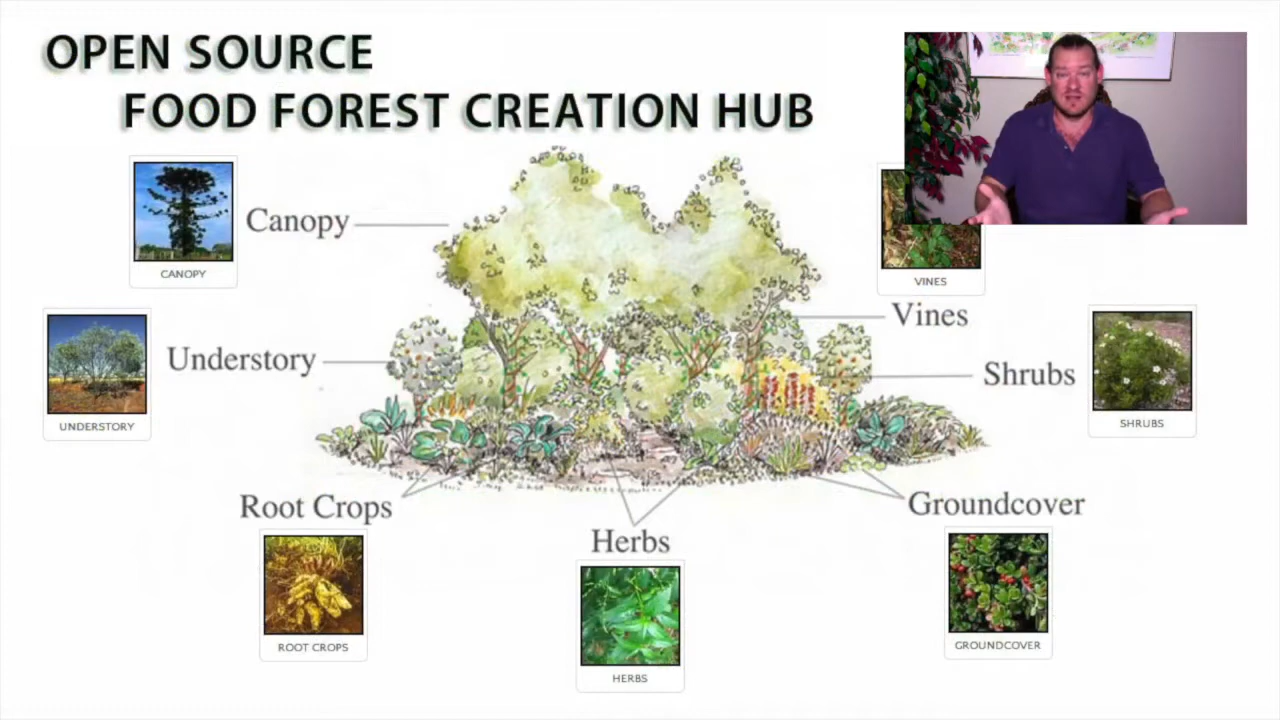 OPEN SOURCE
FOOD FOREST CREATION HUB
CANOPY
Canopy
VINES
Vines
UNDERSTORY
Understory
Shrubs
SHRUBS
Root Crops
ROOT CROPS
Herbs
HERBS
Groundcover
GROUNDCOVER